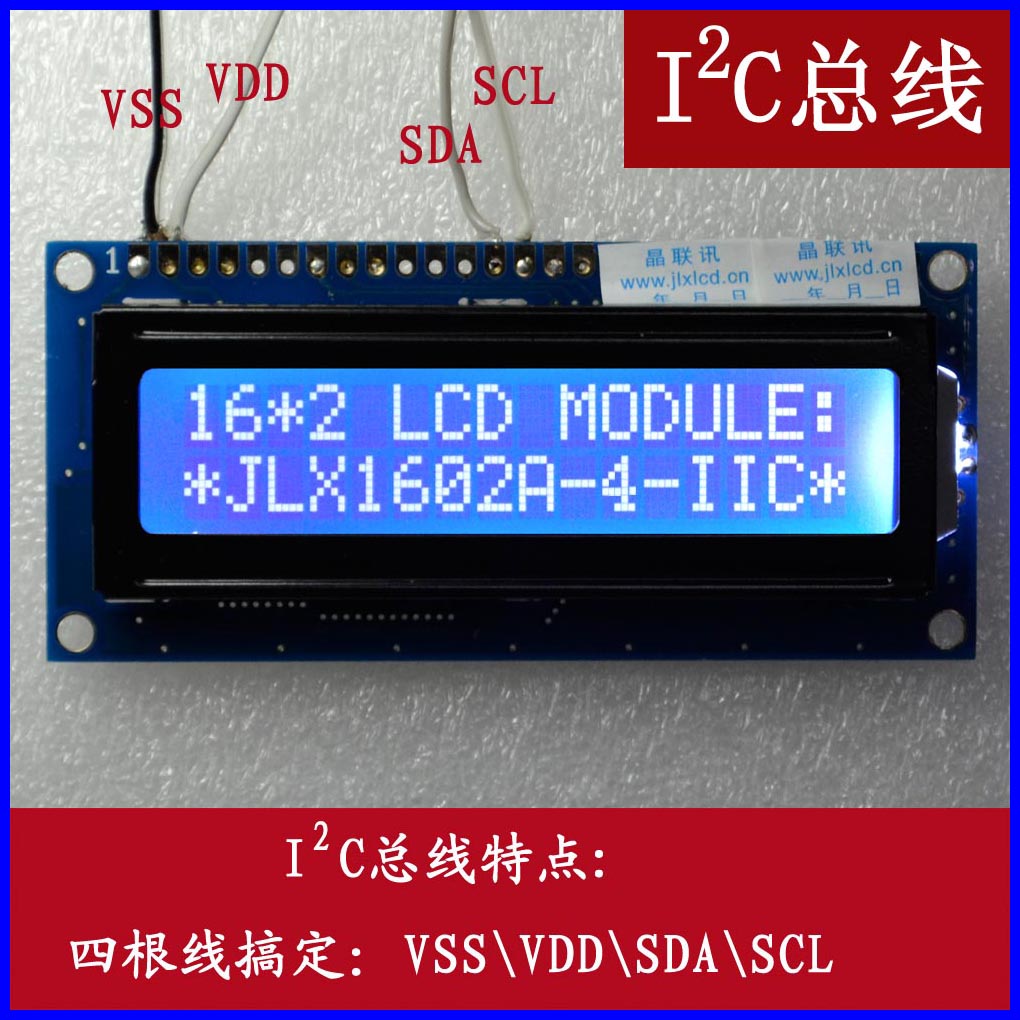 I²C总线
VSS
VDD
SCL
SDA
1
晶联讯
www.jlxlcd.cn
年 月 日
晶联讯
www.jlxlcd.cn
年 月 日
16*2 LCD MODULE:
*JLX1602A-4-IIC*
I²C总线特点:
四根线搞定: VSS\VDD\SDA\SCL